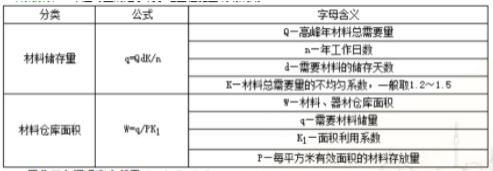 分类 公式 字母含义
材料储存量 q=QdK/n Q—高峰年材料总需要量
n—年工作日数
d—需要材料的储存天数
K—材料总需要量的不均匀系数，一般取1.2～1.5
材料仓库面积 W=q/PK₁ W—材料、器材仓库面积
q—需要材料储量
K₁—面积利用系数
P—每平方米有效面积的材料存放量